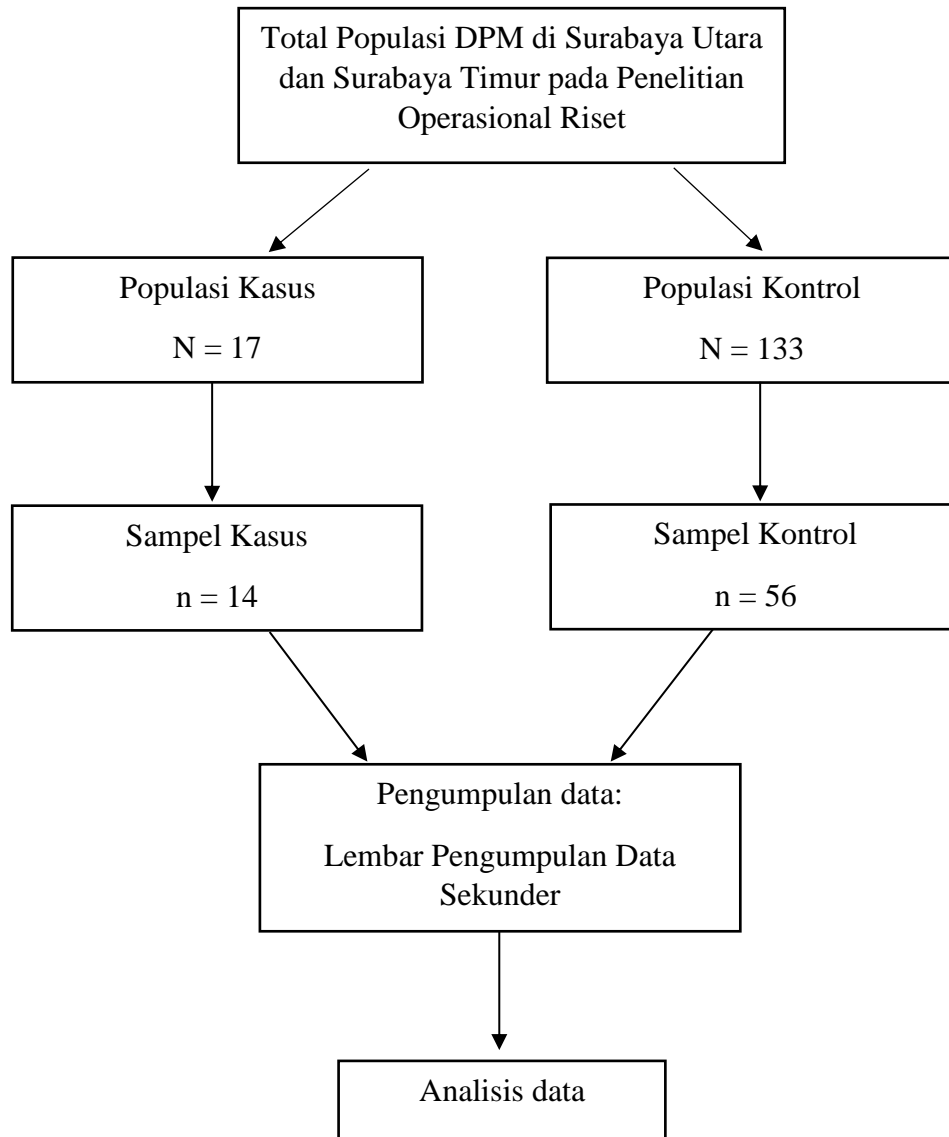 Total Populasi DPM di Surabaya Utara
dan Surabaya Timur pada Penelitian
Operasional Riset
Populasi Kasus
N = 17
Populasi Kontrol
N = 133
Sampel Kasus
n = 14
Sampel Kontrol
n = 56
Pengumpulan data:
Lembar Pengumpulan Data
Sekunder
Analisis data